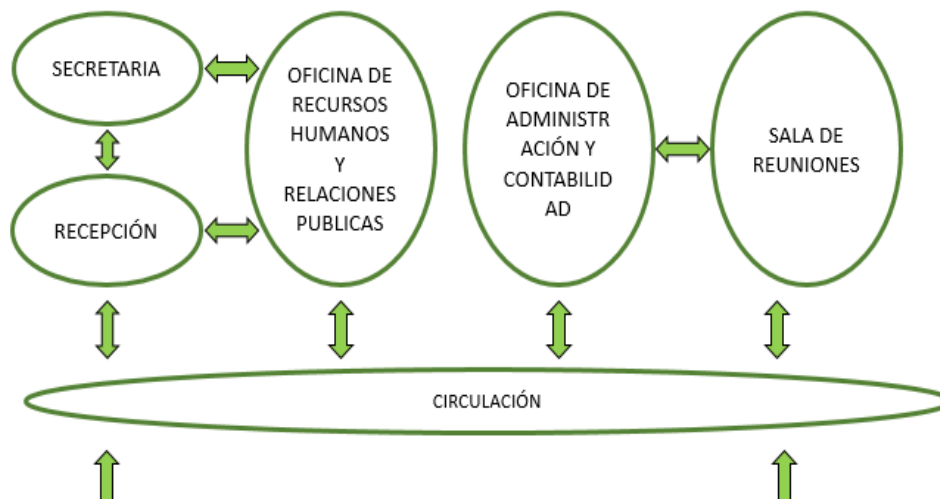 SECRETARIA
RECEPCIÓN
OFICINA DE
RECURSOS
HUMANOS
Y
RELACIONES
PUBLICAS
OFICINA DE
ADMINISTR
ACIÓN Y
CONTABILID
AD
SALA DE
REUNIONES
CIRCULACIÓN